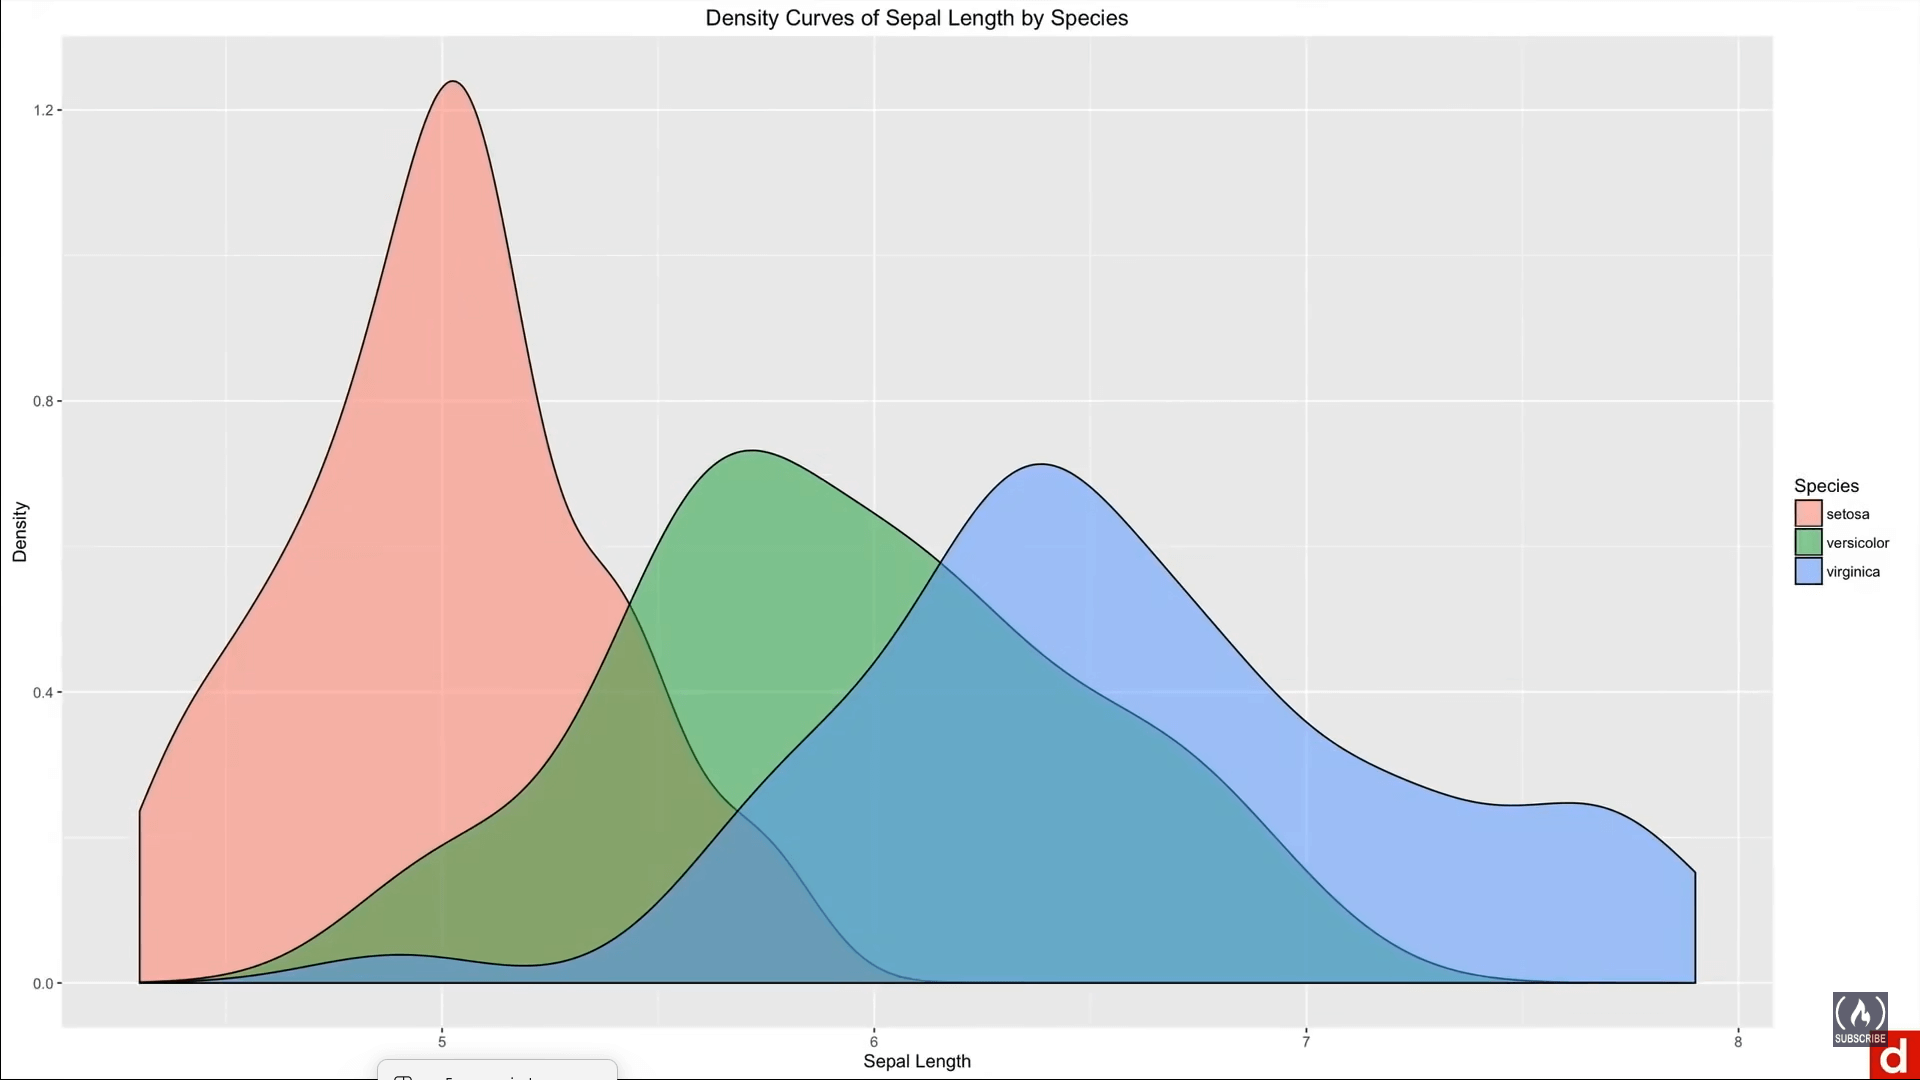 Density Curves of Sepal Length by Species
1.2
0.8
0.4
0.0
Density
5
6
7
8
Sepal Length
Species
setosa
versicolor
virginica
SUBSCRIBE
d